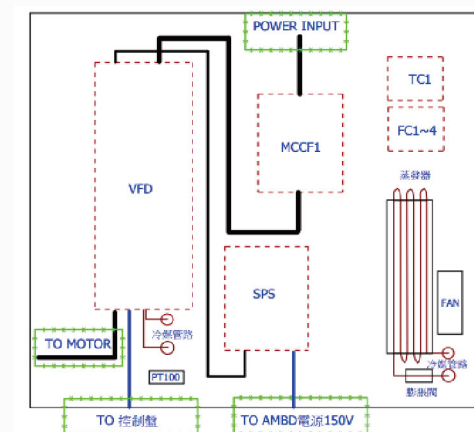 POWER INPUT
TC1
FC1~4
MCCF1
VFD
蒸發器
SPS
FAN
冷媒管路
TO MOTOR
冷媒管路
PT100
膨脹閥
TO 控制盤
TO AMBD電源150V